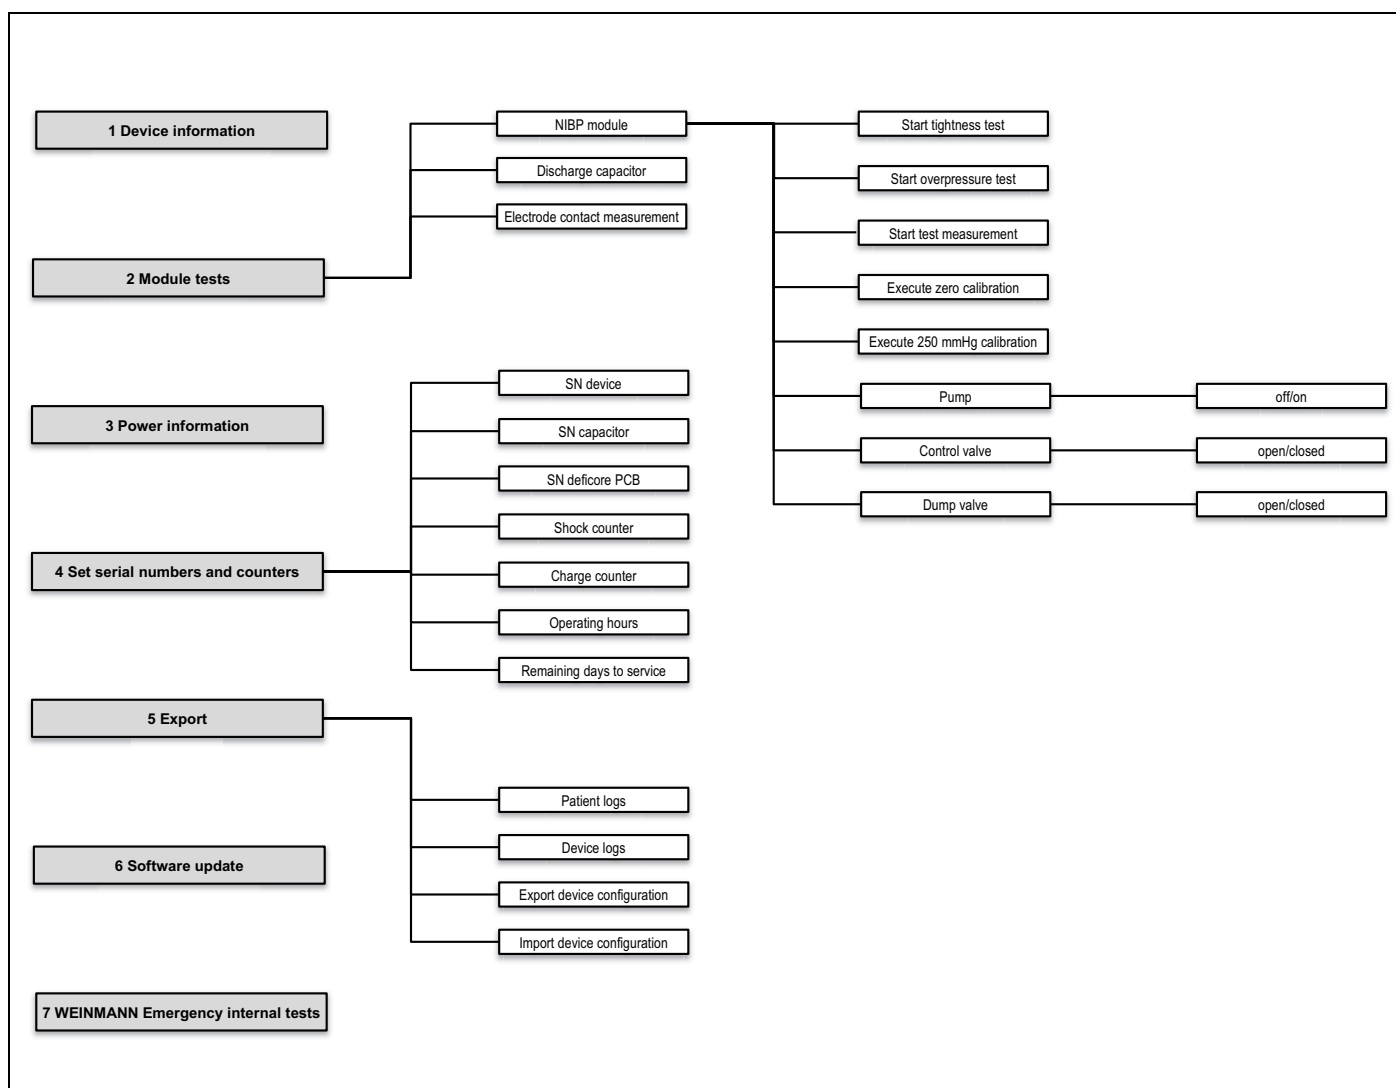 1 Device information
NIBP module
Start tightness test
Discharge capacitor
Start overpressure test
Electrode contact measurement
Start test measurement
2 Module tests
Execute zero calibration
Execute 250 mmHg calibration
SN device
Pump
off/on
3 Power information
SN capacitor
Control valve
open/closed
SN deficore PCB
Dump valve
open/closed
Shock counter
4 Set serial numbers and counters
Charge counter
Operating hours
Remaining days to service
5 Export
Patient logs
Device logs
6 Software update
Export device configuration
Import device configuration
7 WEINMANN Emergency internal tests